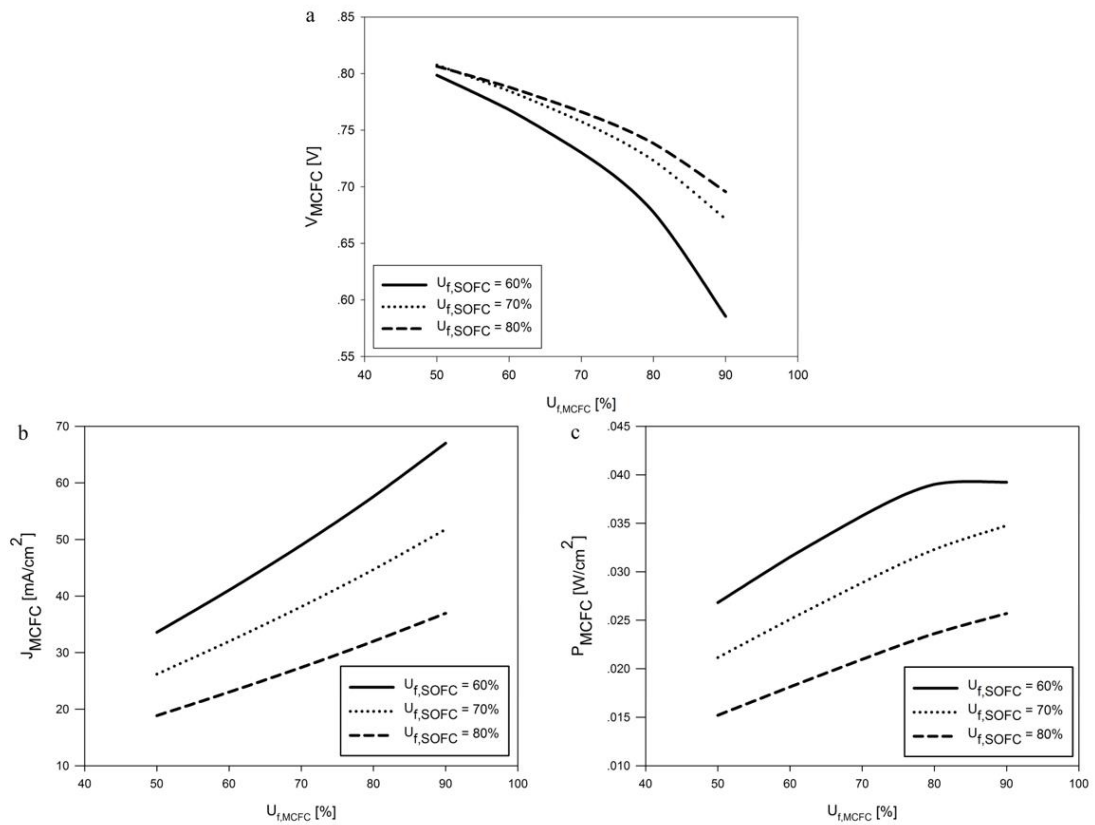 a
.85
.80
.75
.70
.65
.60
.55
V_MCFC [V]
U_f,SOFC = 60%
U_f,SOFC = 70%
U_f,SOFC = 80%
40 50 60 70 80 90 100
U_f,MCFC [%]
b
70
60
50
40
30
20
10
J_MCFC [mA/cm²]
U_f,SOFC = 60%
U_f,SOFC = 70%
U_f,SOFC = 80%
40 50 60 70 80 90 100
U_f,MCFC [%]
c
.045
.040
.035
.030
.025
.020
.015
.010
P_MCFC [W/cm²]
U_f,SOFC = 60%
U_f,SOFC = 70%
U_f,SOFC = 80%
40 50 60 70 80 90 100
U_f,MCFC [%]